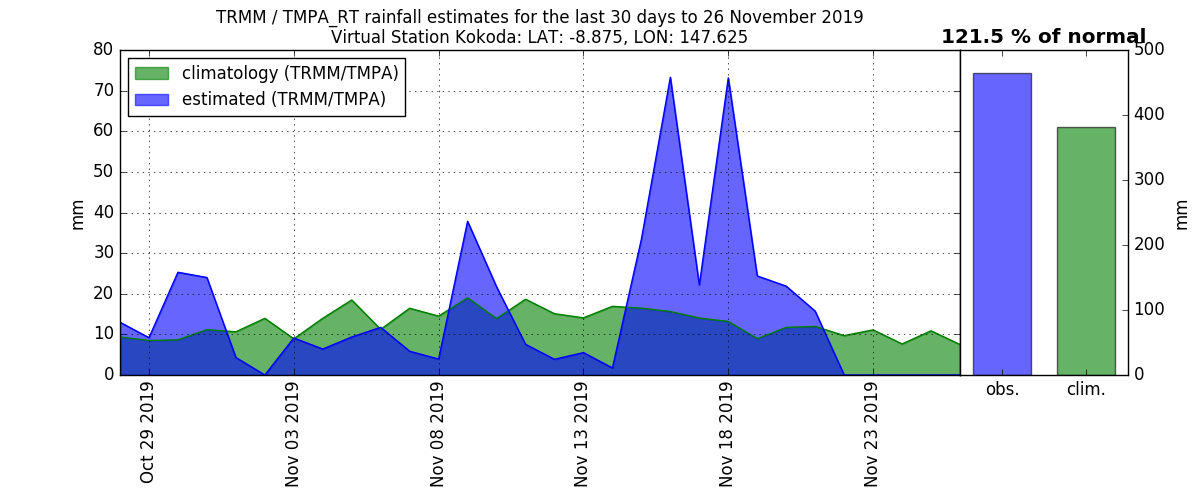 TRMM / TMPA_RT rainfall estimates for the last 30 days to 26 November 2019
Virtual Station Kokoda: LAT: -8.875, LON: 147.625
121.5 % of normal
climatology (TRMM/TMPA)
estimated (TRMM/TMPA)
mm
80
70
60
50
40
30
20
10
0
Oct 29 2019
Nov 03 2019
Nov 08 2019
Nov 13 2019
Nov 18 2019
Nov 23 2019
500
400
300
200
100
0
mm
obs.
clim.